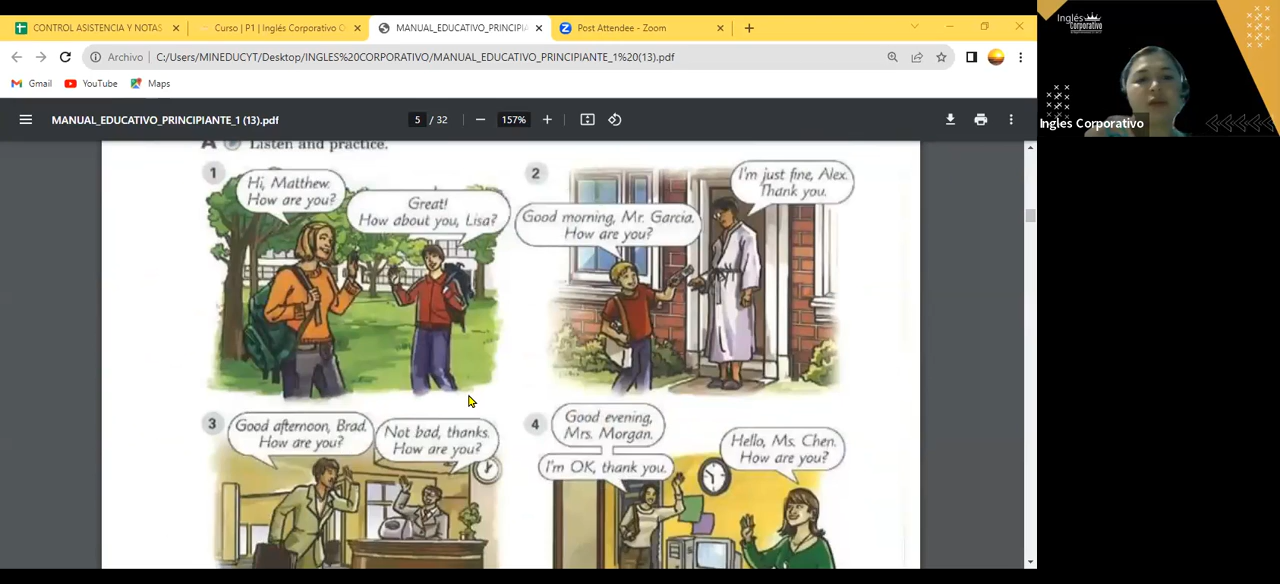 CONTROL ASISTENCIA Y NOTAS
Curso | P1 | Inglés Corporativo C
MANUAL_EDUCATIVO_PRINCIPIA
Post Attendee - Zoom
Archivo
C:/Users/MINEDUCYT/Desktop/INGLES%20CORPORATIVO/MANUAL_EDUCATIVO_PRINCIPIANTE_1%20(13).pdf
Gmail
YouTube
Maps
MANUAL_EDUCATIVO_PRINCIPIANTE_1 (13).pdf
5 / 32
157%
A Listen and practice.
1
Hi, Matthew.
How are you?
Great!
How about you, Lisa?
2
Good morning, Mr. Garcia.
How are you?
I'm just fine, Alex.
Thank you.
3
Good afternoon, Brad.
How are you?
Not bad, thanks.
How are you?
4
Good evening,
Mrs. Morgan.
I'm OK, thank you.
Hello, Ms. Chen.
How are you?
Inglés
Corporativo
Ingles Corporativo